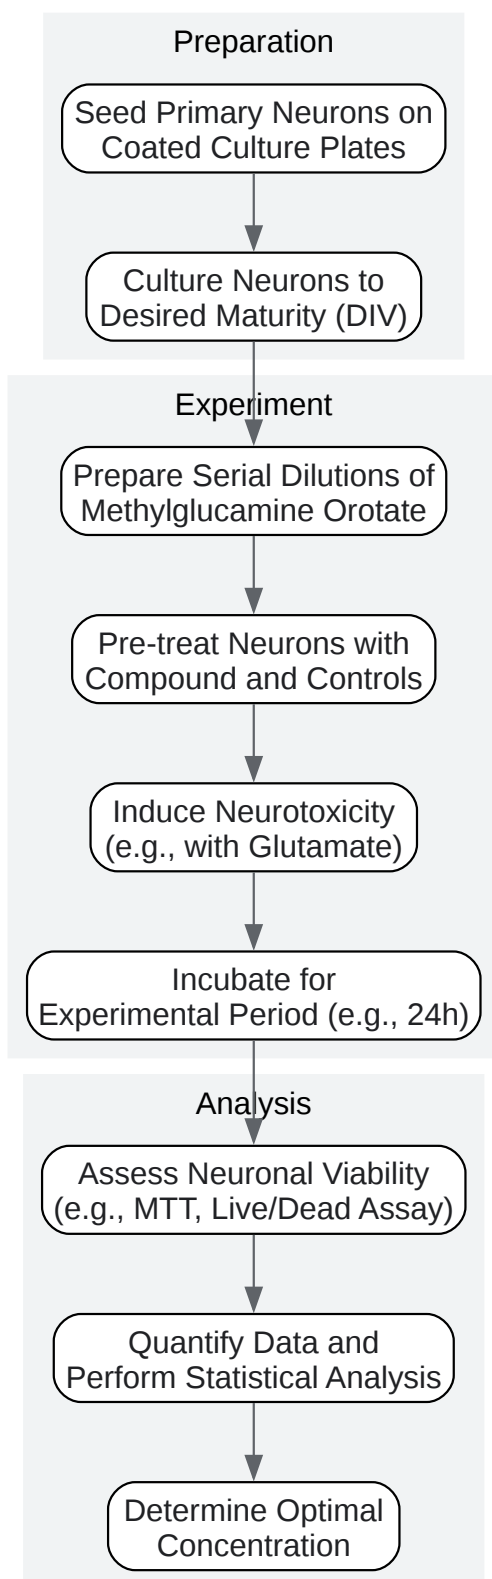 Preparation
Seed Primary Neurons on
Coated Culture Plates
Culture Neurons to
Desired Maturity (DIV)
Experiment
Prepare Serial Dilutions of
Methylglucamine Orotate
Pre-treat Neurons with
Compound and Controls
Induce Neurotoxicity
(e.g., with Glutamate)
Incubate for
Experimental Period (e.g., 24h)
Analysis
Assess Neuronal Viability
(e.g., MTT, Live/Dead Assay)
Quantify Data and
Perform Statistical Analysis
Determine Optimal
Concentration